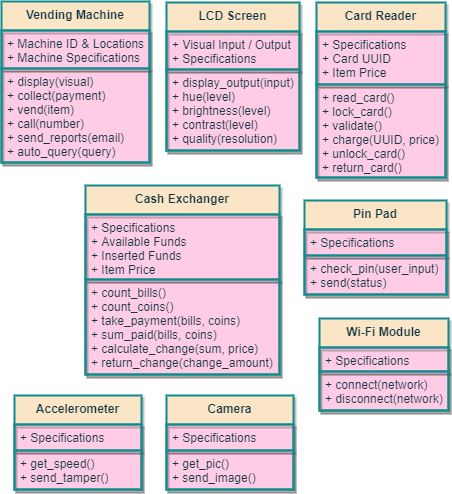 Vending Machine
+ Machine ID & Locations
+ Machine Specifications
+ display(visual)
+ collect(payment)
+ vend(item)
+ call(number)
+ send_reports(email)
+ auto_query(query)
LCD Screen
+ Visual Input / Output
+ Specifications
+ display_output(input)
+ hue(level)
+ brightness(level)
+ contrast(level)
+ quality(resolution)
Card Reader
+ Specifications
+ Card UUID
+ Item Price
+ read_card()
+ lock_card()
+ validate()
+ charge(UUID, price)
+ unlock_card()
+ return_card()
Cash Exchanger
+ Specifications
+ Available Funds
+ Inserted Funds
+ Item Price
+ count_bills()
+ count_coins()
+ take_payment(bills, coins)
+ sum_paid(bills, coins)
+ calculate_change(sum, price)
+ return_change(change_amount)
Pin Pad
+ Specifications
+ check_pin(user_input)
+ send(status)
Wi-Fi Module
+ Specifications
+ connect(network)
+ disconnect(network)
Accelerometer
+ Specifications
+ get_speed()
+ send_tamper()
Camera
+ Specifications
+ get_pic()
+ send_image()